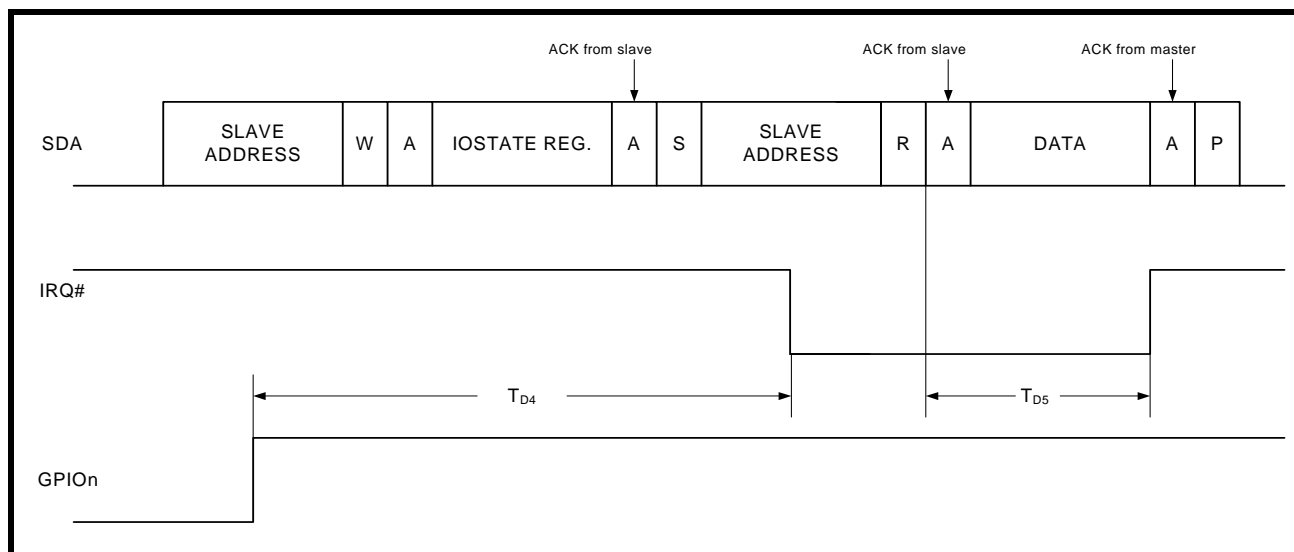 ACK from slave
ACK from slave
ACK from master
SDA
SLAVE
ADDRESS
W
A
IOSTATE REG.
A
S
SLAVE
ADDRESS
R
A
DATA
A
P
IRQ#
TD4
TD5
GPIOn